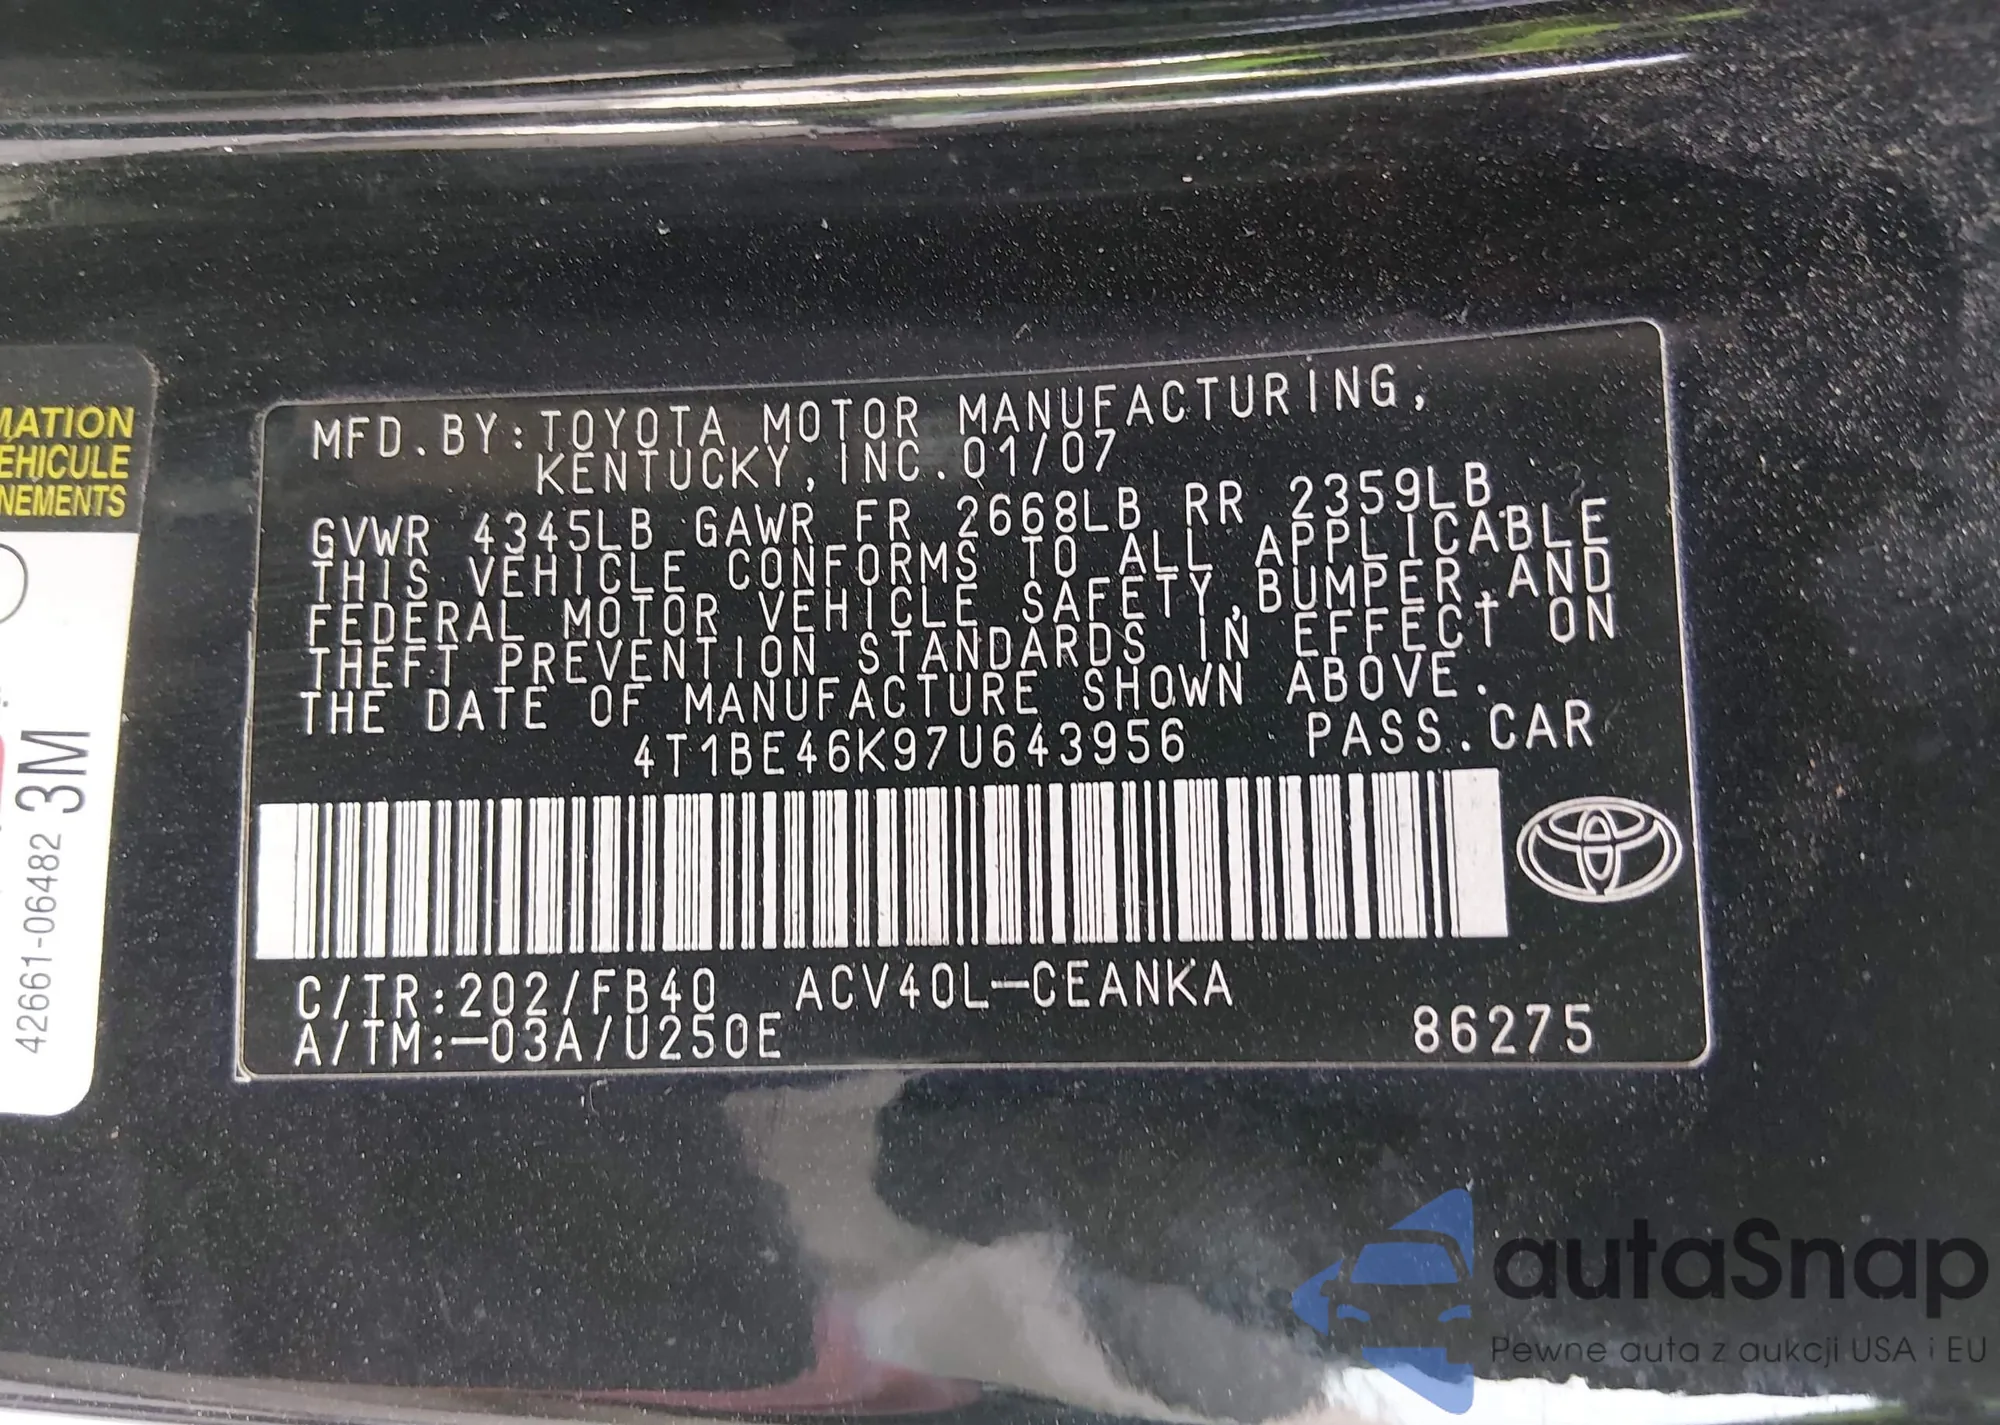 MATION
EHICULE
NEMENTS
3M
42661-06482
MFD.BY:TOYOTA MOTOR MANUFACTURING,
KENTUCKY,INC.01/07
GVWR 4345LB GAWR FR 2668LB RR 2359LB
THIS VEHICLE CONFORMS TO ALL APPLICABLE
FEDERAL MOTOR VEHICLE SAFETY,BUMPER,AND
THEFT PREVENTION STANDARDS IN EFFECT ON
THE DATE OF MANUFACTURE SHOWN ABOVE.
4T1BE46K97U643956 PASS.CAR
C/TR:202/FB40 ACV40L-CEANKA
A/TM:-03A/U250E
86275
autaSnap
Pewne auta z aukcji USA i EU